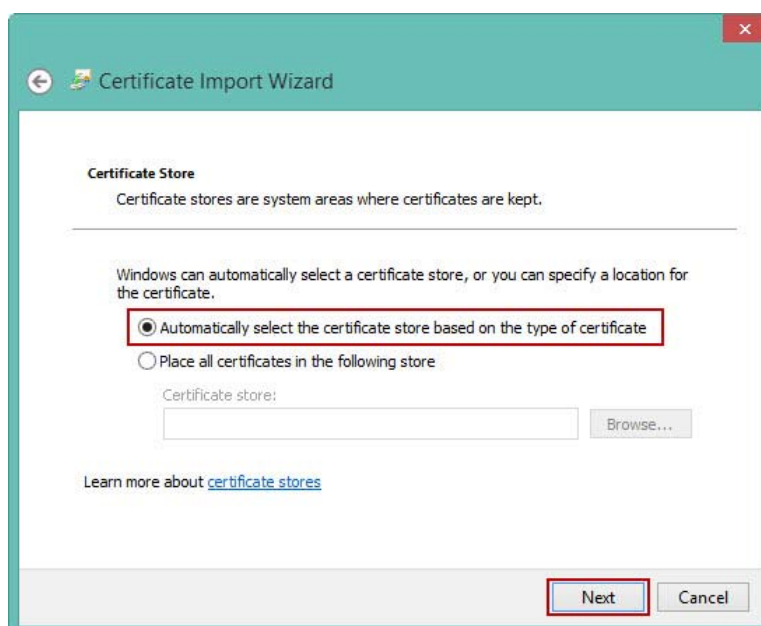 Certificate Import Wizard
Certificate Store
Certificate stores are system areas where certificates are kept.
Windows can automatically select a certificate store, or you can specify a location for
the certificate.
Automatically select the certificate store based on the type of certificate
Place all certificates in the following store
Certificate store:
Browse...
Learn more about certificate stores
Next
Cancel